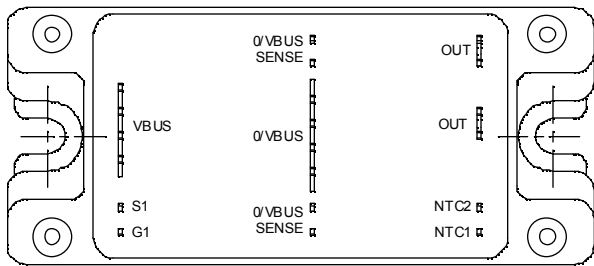 0/VBUS
SENSE
OUT
VBUS
0/VBUS
OUT
S1
G1
0/VBUS
SENSE
NTC2
NTC1